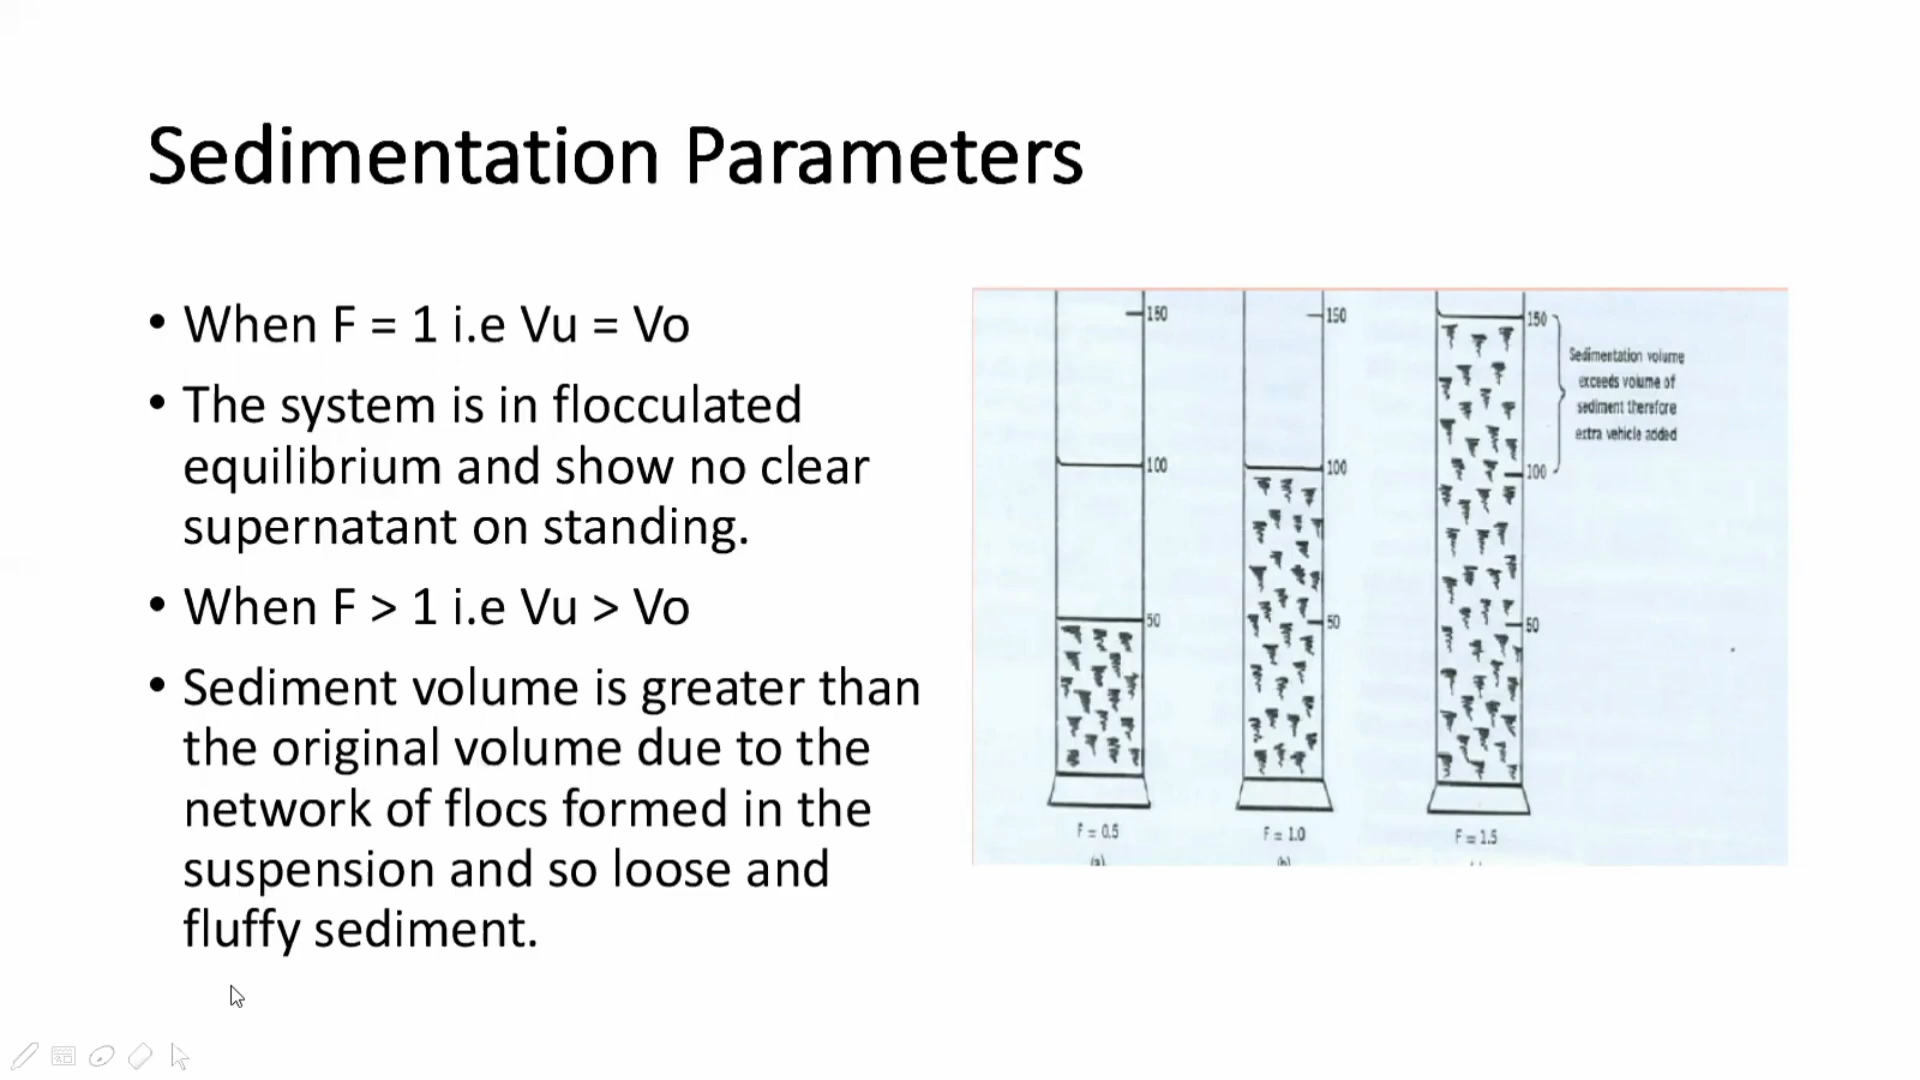 Sedimentation Parameters
• When F = 1 i.e Vu = Vo
• The system is in flocculated
equilibrium and show no clear
supernatant on standing.
• When F > 1 i.e Vu > Vo
• Sediment volume is greater than
the original volume due to the
network of flocs formed in the
suspension and so loose and
fluffy sediment.
150
100
50
F = 0.5
(a)
150
100
50
F = 1.0
(b)
150
100
50
F = 1.5
Sedimentation volume
exceeds volume of
sediment therefore
extra vehicle added